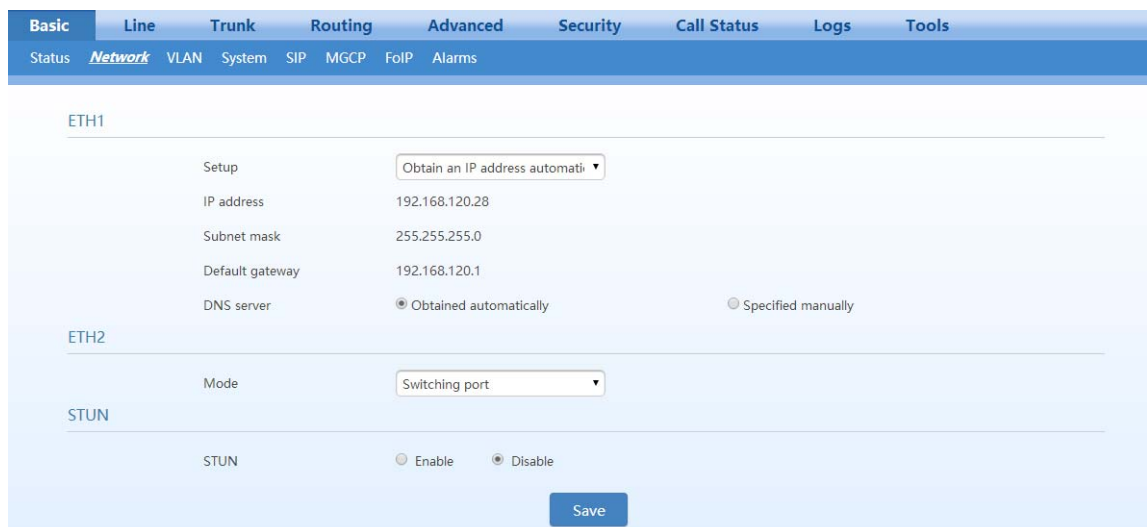 Basic Line Trunk Routing Advanced Security Call Status Logs Tools
Status Network VLAN System SIP MGCP FoIP Alarms
ETH1
Setup Obtain an IP address automati
IP address 192.168.120.28
Subnet mask 255.255.255.0
Default gateway 192.168.120.1
DNS server Obtained automatically Specified manually
ETH2
Mode Switching port
STUN
STUN Enable Disable
Save